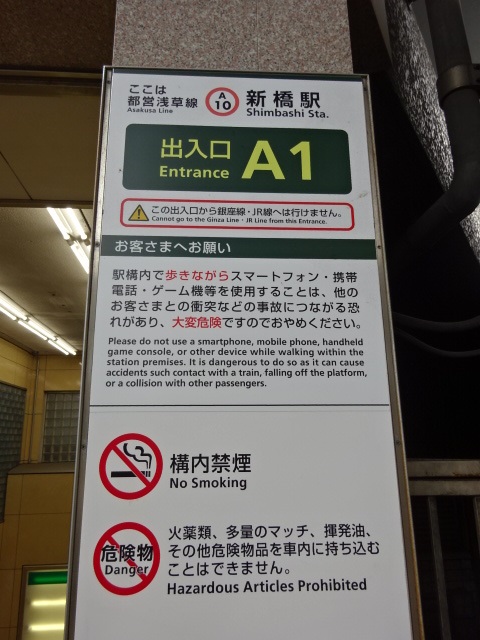 ここは
都営浅草線
Asakusa Line
A
10
新橋駅
Shimbashi Sta.
出入口
Entrance
A1
この出入口から銀座線・JR線へは行けません。
Cannot go to the Ginza Line・JR Line from this Entrance.
お客さまへお願い
駅構内で歩きながらスマートフォン・携帯
電話・ゲーム機等を使用することは、他の
お客さまとの衝突などの事故につながる恐
れがあり、大変危険ですのでおやめください。
Please do not use a smartphone, mobile phone, handheld
game console, or other device while walking within the
station premises. It is dangerous to do so as it can cause
accidents such contact with a train, falling off the platform,
or a collision with other passengers.
構内禁煙
No Smoking
危険物
Danger
火薬類、多量のマッチ、揮発油、
その他危険物品を車内に持ち込む
ことはできません。
Hazardous Articles Prohibited